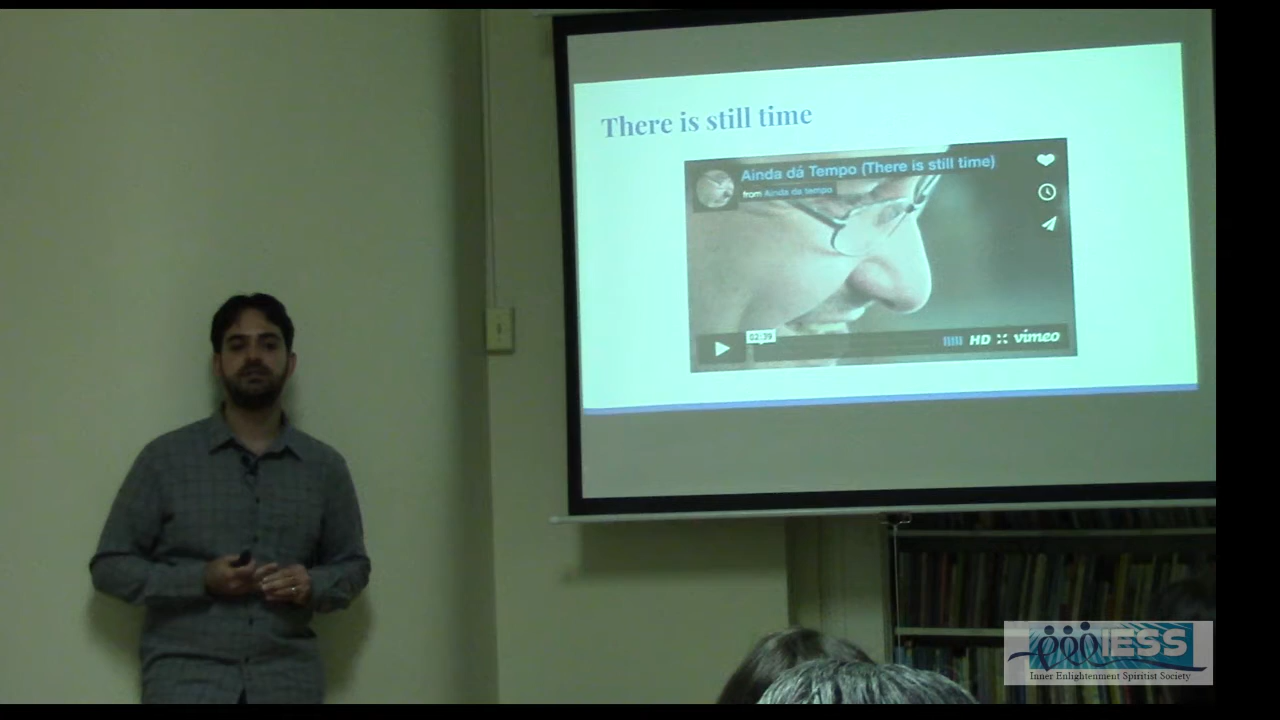 There is still time
Ainda dá Tempo (There is still time)
from Ainda da tempo
02:39
HD vimeo
IESS
Inner Enlightenment Spiritist Society